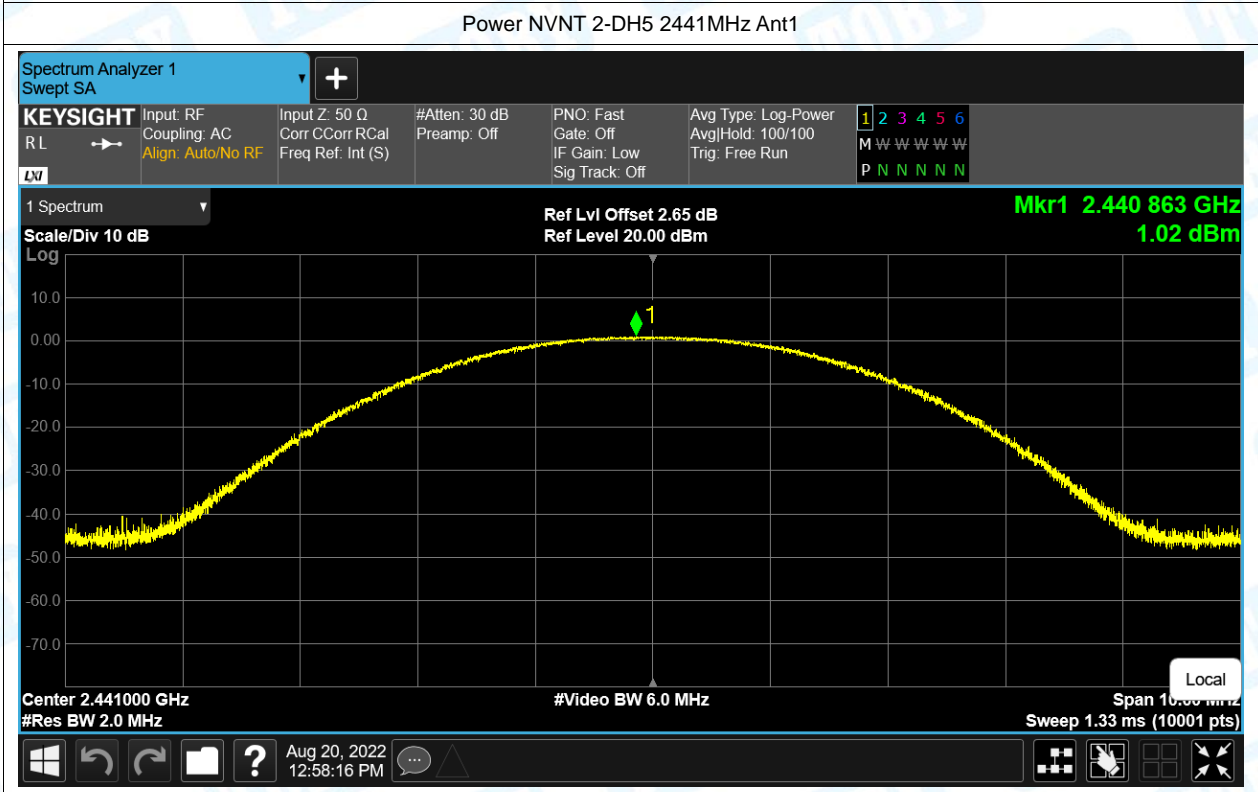 Power NVNT 2-DH5 2441MHz Ant1
Spectrum Analyzer 1
Swept SA
KEYSIGHT
R L
LXI
Input: RF
Coupling: AC
Align: Auto/No RF
Input Z: 50 Ω
Corr CCorr RCal
Freq Ref: Int (S)
#Atten: 30 dB
Preamp: Off
PNO: Fast
Gate: Off
IF Gain: Low
Sig Track: Off
Avg Type: Log-Power
Avg|Hold: 100/100
Trig: Free Run
1 2 3 4 5 6
M W W W W W
P N N N N N
1 Spectrum
Scale/Div 10 dB
Ref Lvl Offset 2.65 dB
Ref Level 20.00 dBm
Mkr1 2.440 863 GHz
1.02 dBm
Log
10.0
1
0.00
-10.0
-20.0
-30.0
-40.0
-50.0
-60.0
-70.0
Local
Center 2.441000 GHz
#Video BW 6.0 MHz
Span 10.00 MHz
#Res BW 2.0 MHz
Sweep 1.33 ms (10001 pts)
?
Aug 20, 2022
12:58:16 PM